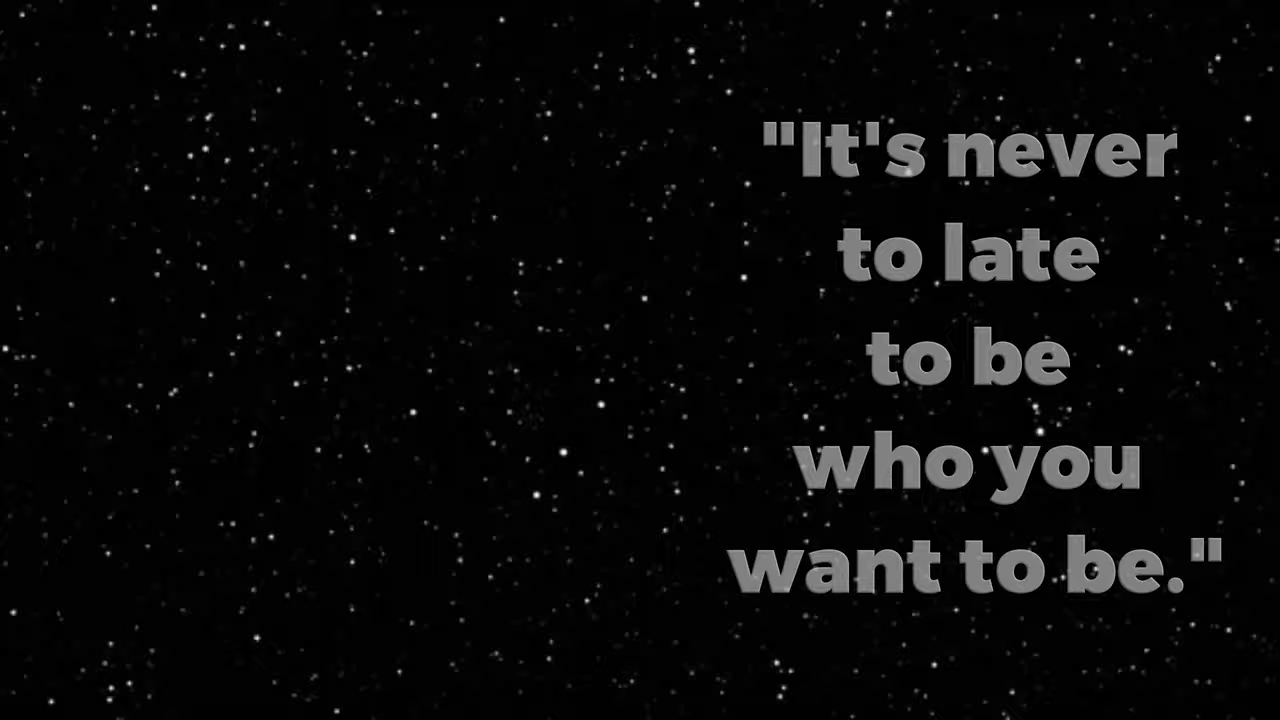 "It's never
to late
to be
who you
want to be."